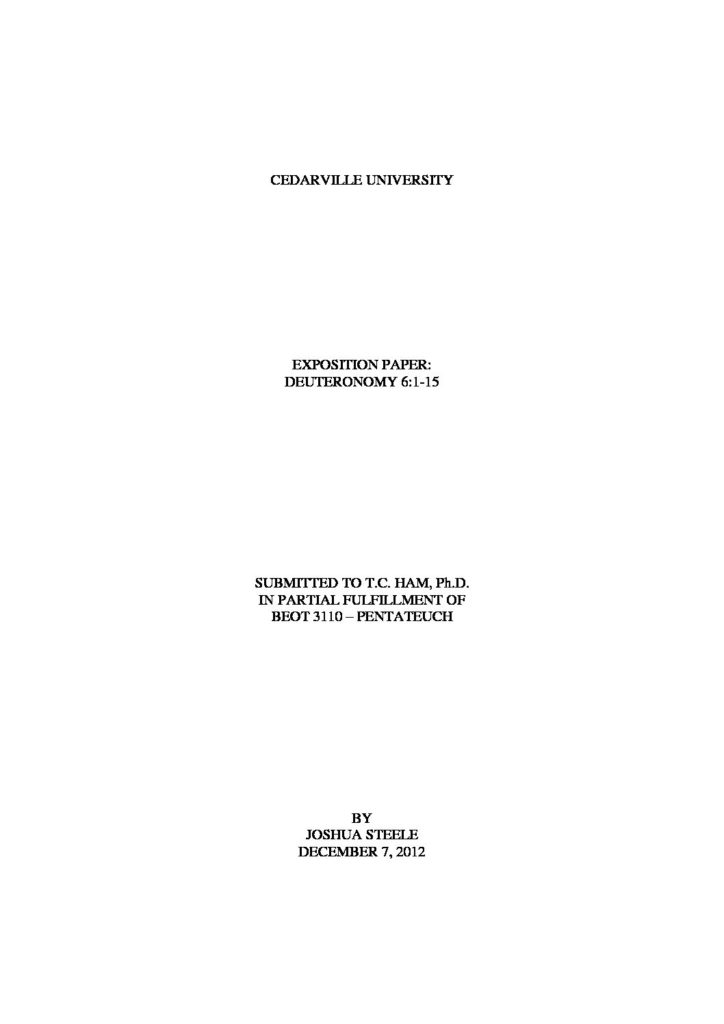 CEDARVILLE UNIVERSITY
EXPOSITION PAPER:
DEUTERONOMY 6:1-15
SUBMITTED TO T.C. HAM, Ph.D.
IN PARTIAL FULFILLMENT OF
BEOT 3110 – PENTATEUCH
BY
JOSHUA STEELE
DECEMBER 7, 2012